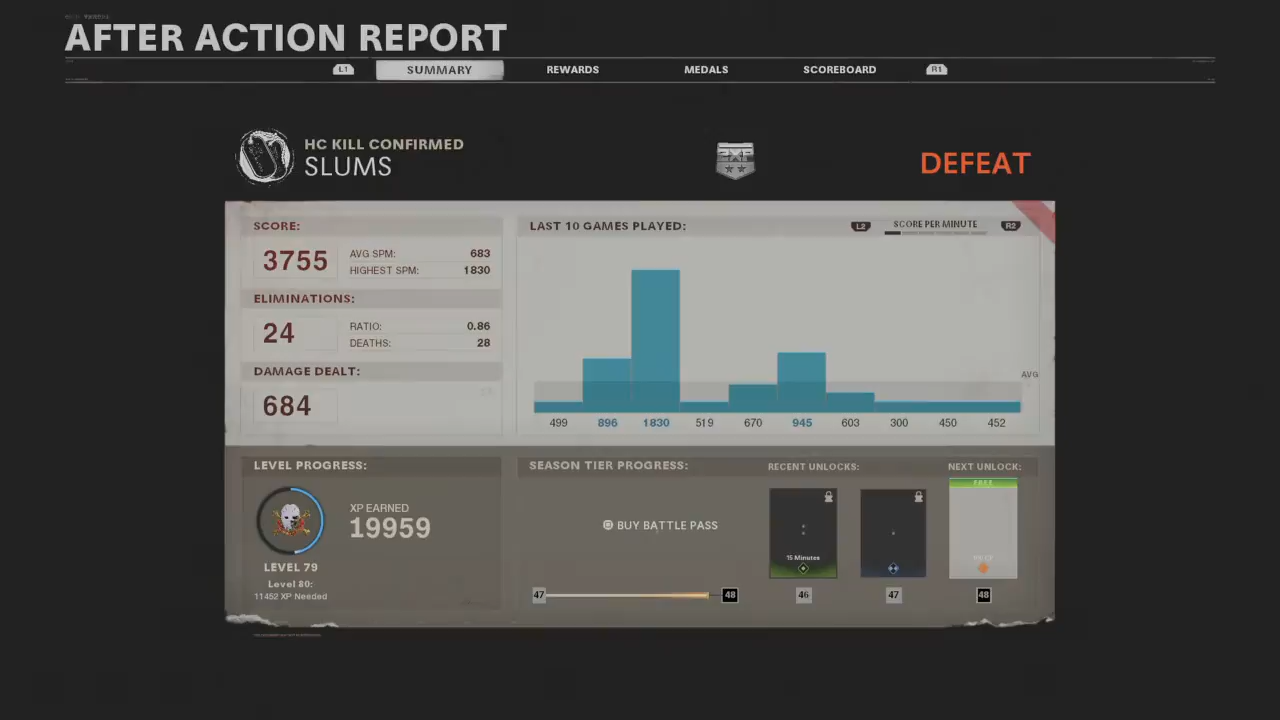 AFTER ACTION REPORT
L1 SUMMARY REWARDS MEDALS SCOREBOARD R1
HC KILL CONFIRMED
SLUMS
2XP
DEFEAT
SCORE:
3755
AVG SPM: 683
HIGHEST SPM: 1830
ELIMINATIONS:
24
RATIO: 0.86
DEATHS: 28
DAMAGE DEALT:
684
LAST 10 GAMES PLAYED:
L2 SCORE PER MINUTE R2
AVG
499 896 1830 519 670 945 603 300 450 452
LEVEL PROGRESS:
XP EARNED
19959
LEVEL 79
Level 80:
11452 XP Needed
SEASON TIER PROGRESS:
BUY BATTLE PASS
47 48
RECENT UNLOCKS:
15 Minutes
46 47
NEXT UNLOCK:
FREE
48